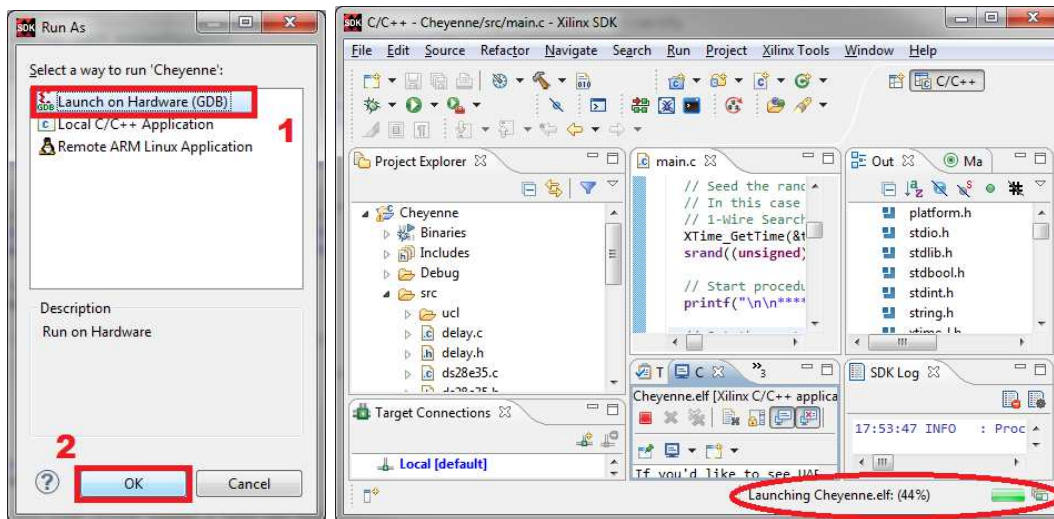 Run As
Select a way to run 'Cheyenne':
Launch on Hardware (GDB)
Local C/C++ Application
Remote ARM Linux Application
1
Description
Run on Hardware
2
OK
Cancel
C/C++ - Cheyenne/src/main.c - Xilinx SDK
File Edit Source Refactor Navigate Search Run Project Xilinx Tools Window Help
C/C++
Project Explorer
Cheyenne
Binaries
Includes
Debug
src
ucl
delay.c
delay.h
ds28e35.c
main.c
// Seed the ranc
// In this case
// 1-Wire Search
XTime_GetTime(&t
srand((unsigned)
// Start procedu
printf("\n\n****
Out Ma
platform.h
stdio.h
stdlib.h
stdbool.h
stdint.h
string.h
Target Connections
Local [default]
T C 3
Cheyenne.elf [Xilinx C/C++ applica
If you'd like to see UAR
SDK Log
17:53:47 INFO : Proc
Launching Cheyenne.elf: (44%)